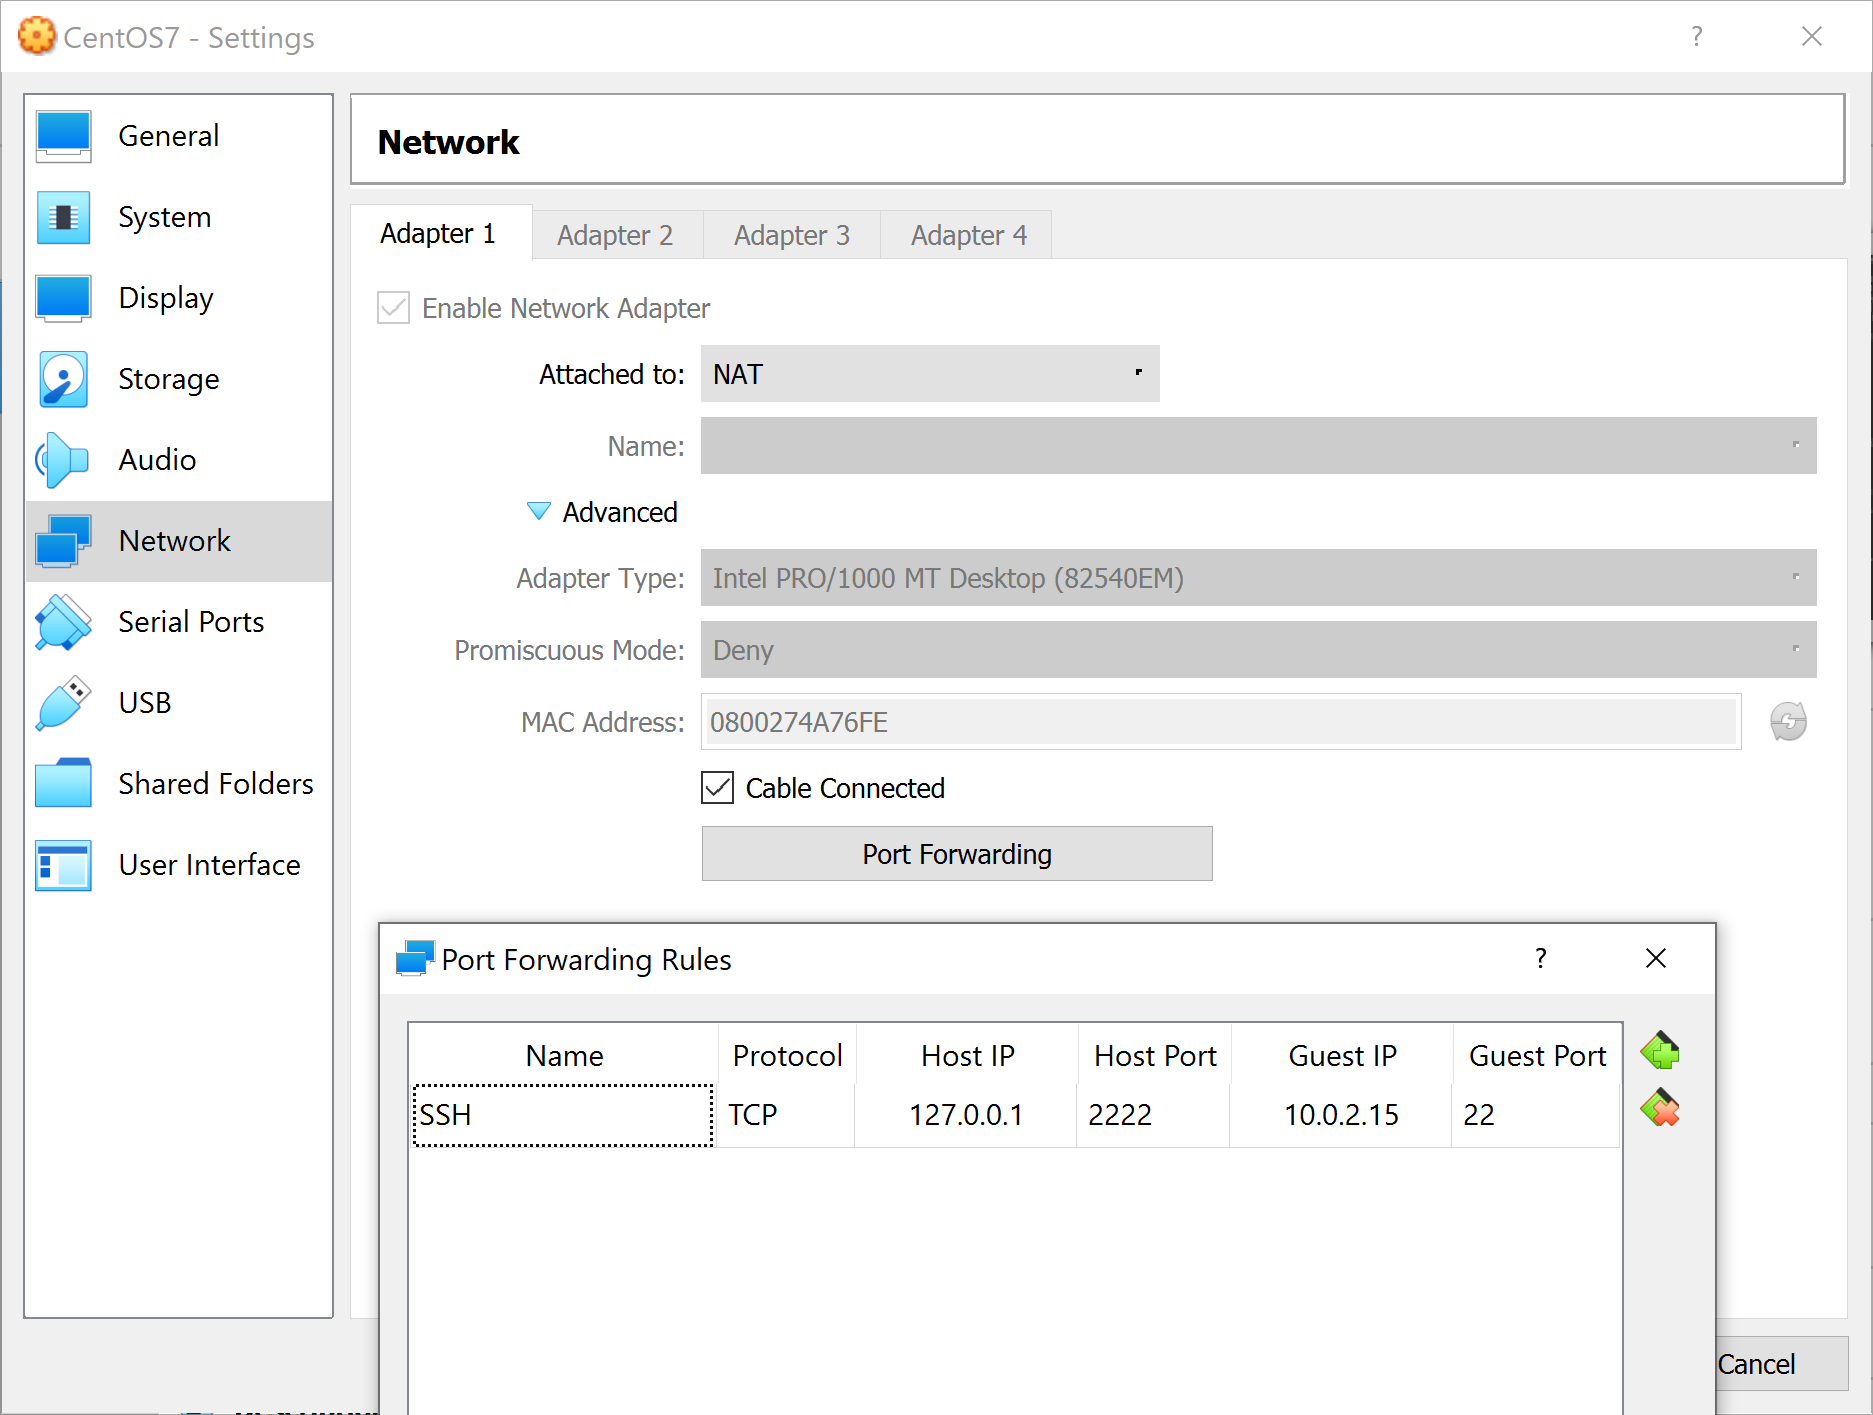 CentOS7 - Settings
?
General
System
Display
Storage
Audio
Network
Serial Ports
USB
Shared Folders
User Interface
Network
Adapter 1 Adapter 2 Adapter 3 Adapter 4
Enable Network Adapter
Attached to: NAT
Name:
Advanced
Adapter Type: Intel PRO/1000 MT Desktop (82540EM)
Promiscuous Mode: Deny
MAC Address: 0800274A76FE
Cable Connected
Port Forwarding
Port Forwarding Rules ?
Name Protocol Host IP Host Port Guest IP Guest Port
SSH TCP 127.0.0.1 2222 10.0.2.15 22
Cancel